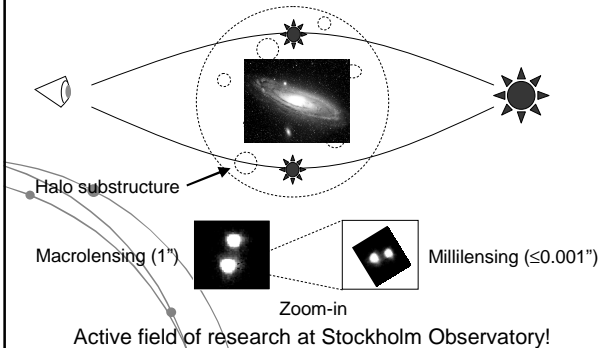 Halo substructure
Macrolensing (1”)
Millilensing (≤0.001”)
Zoom-in
Active field of research at Stockholm Observatory!